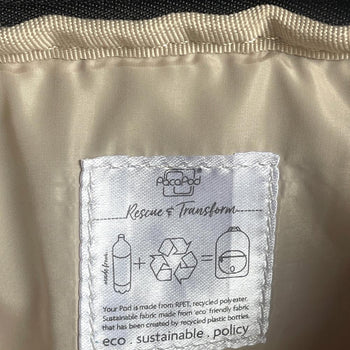 PacaPod
Rescue & Transform
made from
+ =
Your Pod is made from RPET, recycled polyester.
Sustainable fabric made from eco friendly fabric
that has been created by recycled plastic bottles.
eco . sustainable . policy